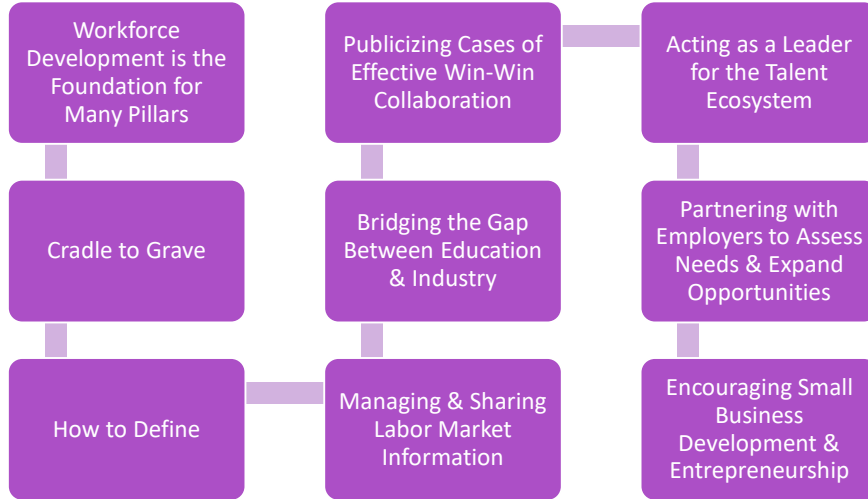 Workforce
Development is the
Foundation for
Many Pillars
Cradle to Grave
How to Define
Managing & Sharing
Labor Market
Information
Bridging the Gap
Between Education
& Industry
Publicizing Cases of
Effective Win-Win
Collaboration
Acting as a Leader
for the Talent
Ecosystem
Partnering with
Employers to Assess
Needs & Expand
Opportunities
Encouraging Small
Business
Development &
Entrepreneurship